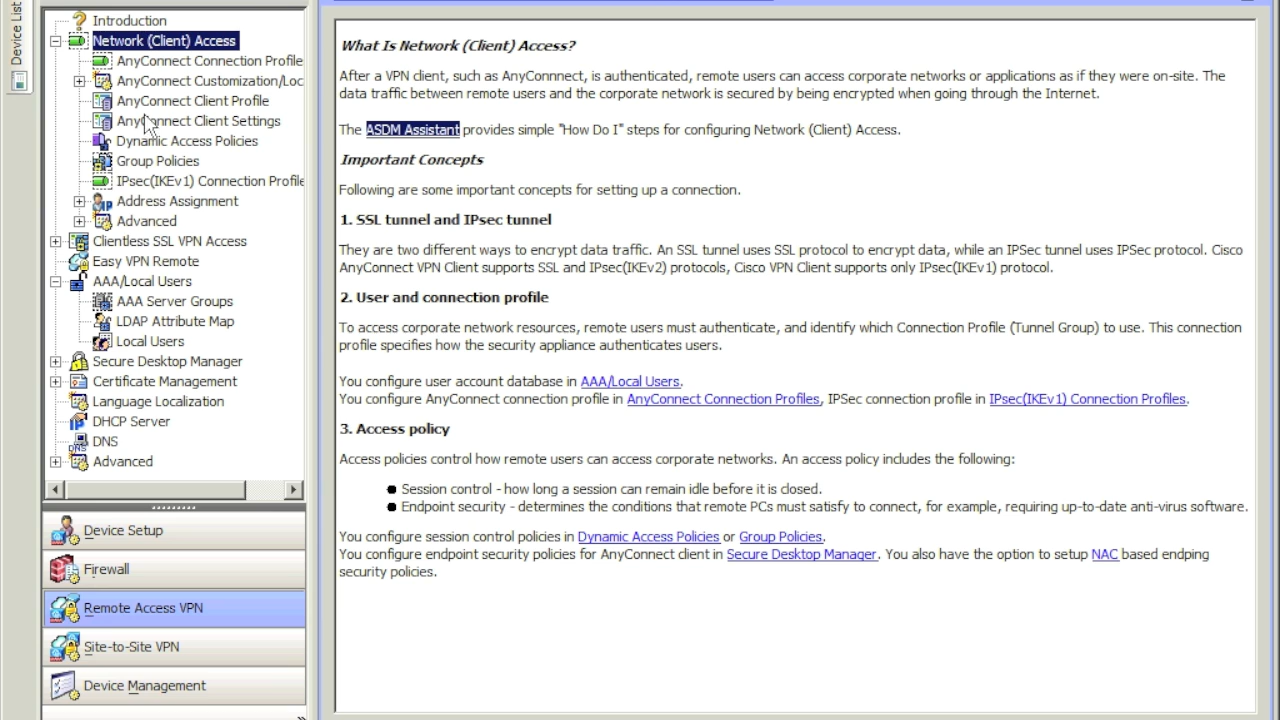 Device List
Introduction
Network (Client) Access
AnyConnect Connection Profile
AnyConnect Customization/Loc
AnyConnect Client Profile
AnyConnect Client Settings
Dynamic Access Policies
Group Policies
IPsec(IKEv1) Connection Profile
Address Assignment
Advanced
Clientless SSL VPN Access
Easy VPN Remote
AAA/Local Users
AAA Server Groups
LDAP Attribute Map
Local Users
Secure Desktop Manager
Certificate Management
Language Localization
DHCP Server
DNS
Advanced
Device Setup
Firewall
Remote Access VPN
Site-to-Site VPN
Device Management
»
What Is Network (Client) Access?
After a VPN client, such as AnyConnnect, is authenticated, remote users can access corporate networks or applications as if they were on-site. The
data traffic between remote users and the corporate network is secured by being encrypted when going through the Internet.
The ASDM Assistant provides simple "How Do I" steps for configuring Network (Client) Access.
Important Concepts
Following are some important concepts for setting up a connection.
1. SSL tunnel and IPsec tunnel
They are two different ways to encrypt data traffic. An SSL tunnel uses SSL protocol to encrypt data, while an IPSec tunnel uses IPSec protocol. Cisco
AnyConnect VPN Client supports SSL and IPsec(IKEv2) protocols, Cisco VPN Client supports only IPsec(IKEv1) protocol.
2. User and connection profile
To access corporate network resources, remote users must authenticate, and identify which Connection Profile (Tunnel Group) to use. This connection
profile specifies how the security appliance authenticates users.
You configure user account database in AAA/Local Users.
You configure AnyConnect connection profile in AnyConnect Connection Profiles, IPSec connection profile in IPsec(IKEv1) Connection Profiles.
3. Access policy
Access policies control how remote users can access corporate networks. An access policy includes the following:
● Session control - how long a session can remain idle before it is closed.
● Endpoint security - determines the conditions that remote PCs must satisfy to connect, for example, requiring up-to-date anti-virus software.
You configure session control policies in Dynamic Access Policies or Group Policies.
You configure endpoint security policies for AnyConnect client in Secure Desktop Manager. You also have the option to setup NAC based endping
security policies.